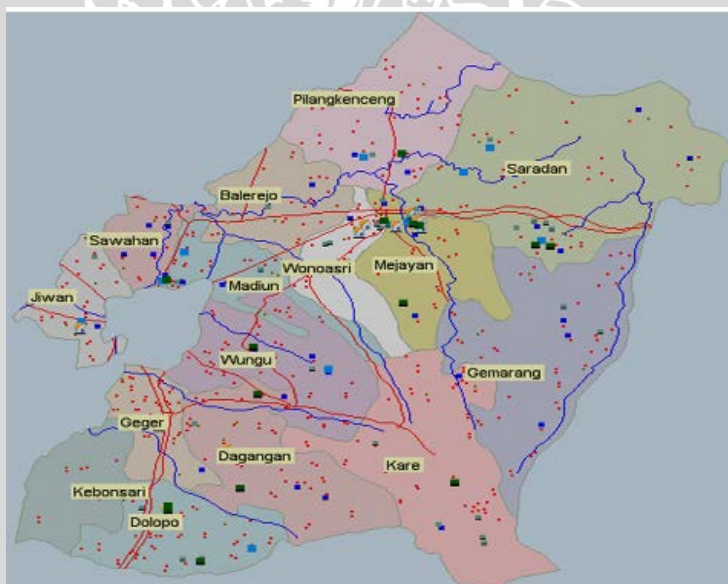 Pilangkenceng
Saradan
Balerejo
Sawahan
Wonoasri
Mejayan
Madiun
Jiwan
Wungu
Gemarang
Geger
Dagangan
Kare
Kebonsari
Dolopo